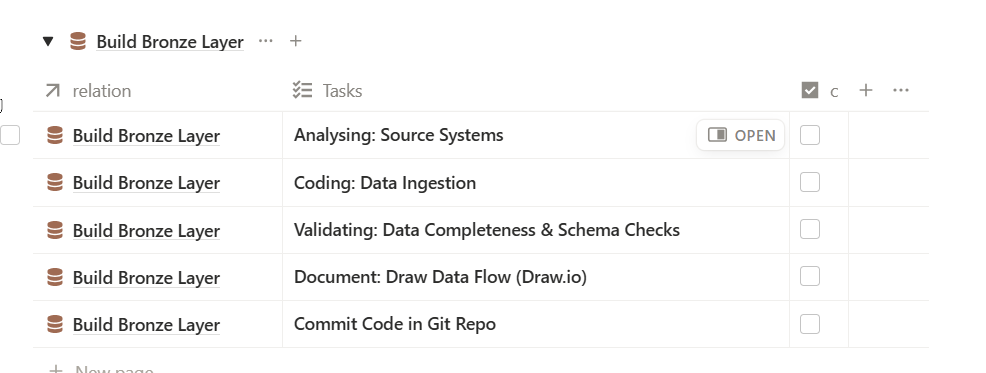 Build Bronze Layer
relation Tasks c
Build Bronze Layer Analysing: Source Systems OPEN
Build Bronze Layer Coding: Data Ingestion
Build Bronze Layer Validating: Data Completeness & Schema Checks
Build Bronze Layer Document: Draw Data Flow (Draw.io)
Build Bronze Layer Commit Code in Git Repo
New page